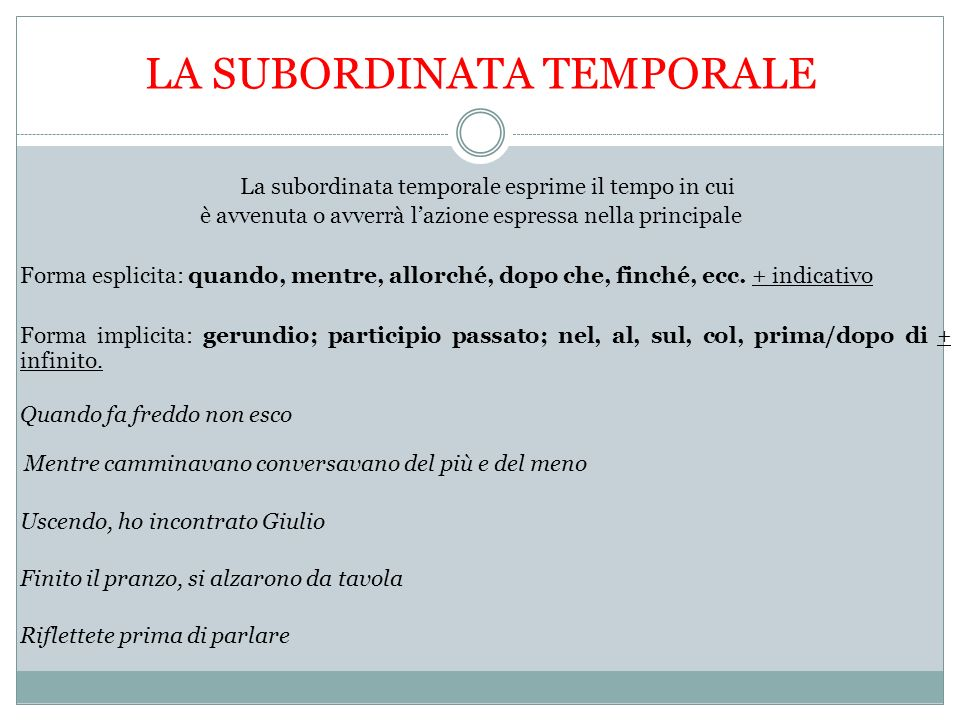 LA SUBORDINATA TEMPORALE
La subordinata temporale esprime il tempo in cui
è avvenuta o avverrà l’azione espressa nella principale
Forma esplicita: quando, mentre, allorché, dopo che, finché, ecc. + indicativo
Forma implicita: gerundio; participio passato; nel, al, sul, col, prima/dopo di +
infinito.
Quando fa freddo non esco
Mentre camminavano conversavano del più e del meno
Uscendo, ho incontrato Giulio
Finito il pranzo, si alzarono da tavola
Riflettete prima di parlare